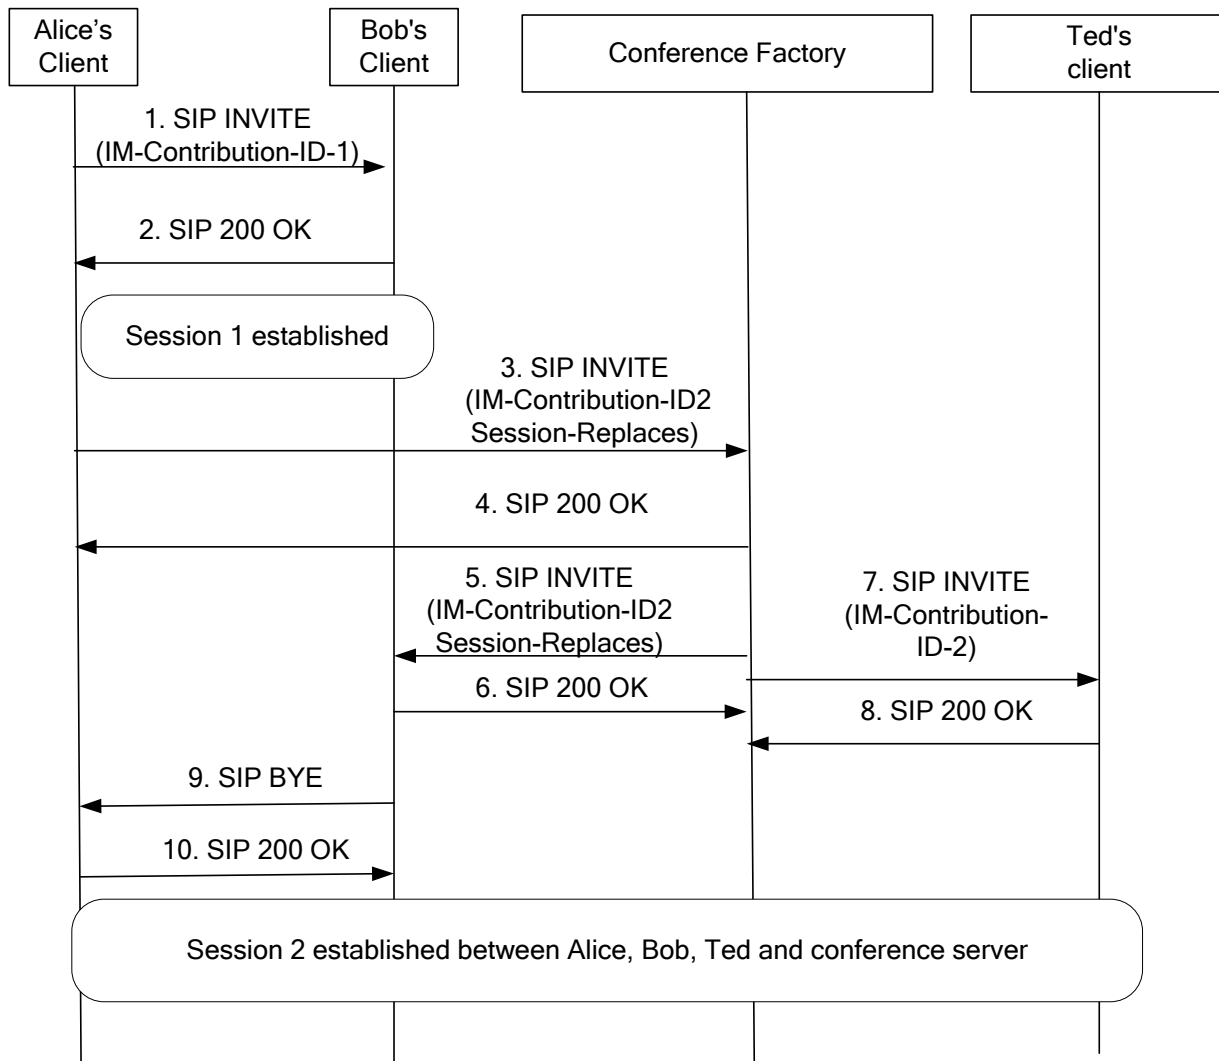 Alice’s
Client
Bob's
Client
Conference Factory
Ted's
client
1. SIP INVITE
(IM-Contribution-ID-1)
2. SIP 200 OK
Session 1 established
3. SIP INVITE
(IM-Contribution-ID2
Session-Replaces)
4. SIP 200 OK
5. SIP INVITE
(IM-Contribution-ID2
Session-Replaces)
7. SIP INVITE
(IM-Contribution-
ID-2)
6. SIP 200 OK
8. SIP 200 OK
9. SIP BYE
10. SIP 200 OK
Session 2 established between Alice, Bob, Ted and conference server